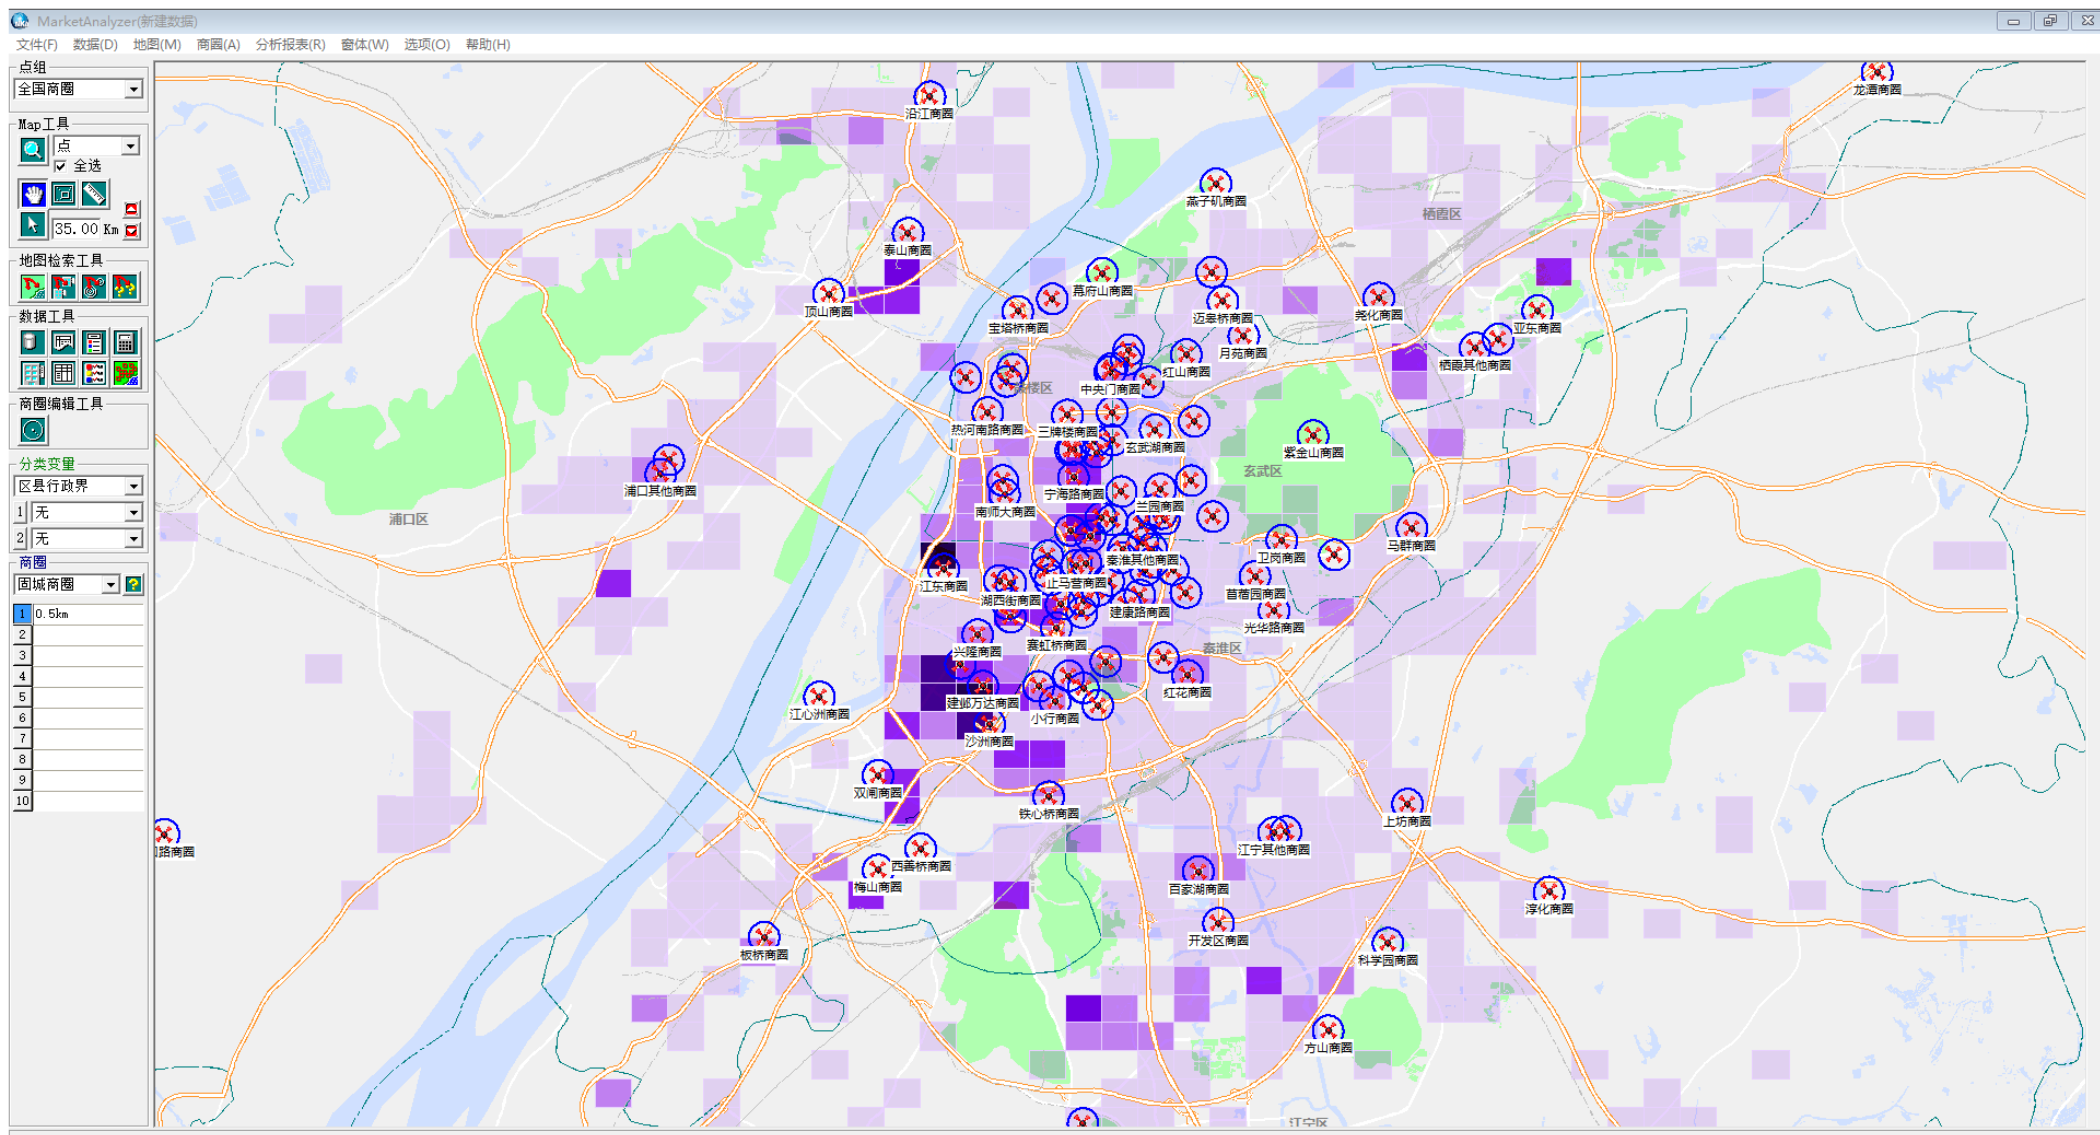 MarketAnalyzer(新建数据)
文件(F) 数据(D) 地图(M) 商圈(A) 分析报表(R) 窗体(W) 选项(O) 帮助(H)
点组
全国商圈
Map工具
点
全选
35.00 Km
地图检索工具
数据工具
商圈编辑工具
分类变量
区县行政界
1 无
2 无
商圈
固城商圈
1 0.5km
2
3
4
5
6
7
8
9
10
龙潭商圈
沿江商圈
燕子矶商圈
栖霞区
泰山商圈
幕府山商圈
顶山商圈
宝塔桥商圈
迈皋桥商圈
尧化商圈
亚东商圈
月苑商圈
栖霞其他商圈
红山商圈
中央门商圈
楼区
热河南路商圈
三牌楼商圈
玄武湖商圈
紫金山商圈
玄武区
浦口其他商圈
宁海路商圈
兰园商圈
南师大商圈
浦口区
马群商圈
秦淮其他商圈
卫岗商圈
江东商圈
止马营商圈
苜蓿园商圈
湖西街商圈
建康路商圈
光华路商圈
赛虹桥商圈
兴隆商圈
秦淮区
红花商圈
建邺万达商圈
江心洲商圈
小行商圈
沙洲商圈
双闸商圈
铁心桥商圈
上坊商圈
路商圈
江宁其他商圈
西善桥商圈
梅山商圈
百家湖商圈
淳化商圈
开发区商圈
板桥商圈
科学园商圈
方山商圈
江宁区